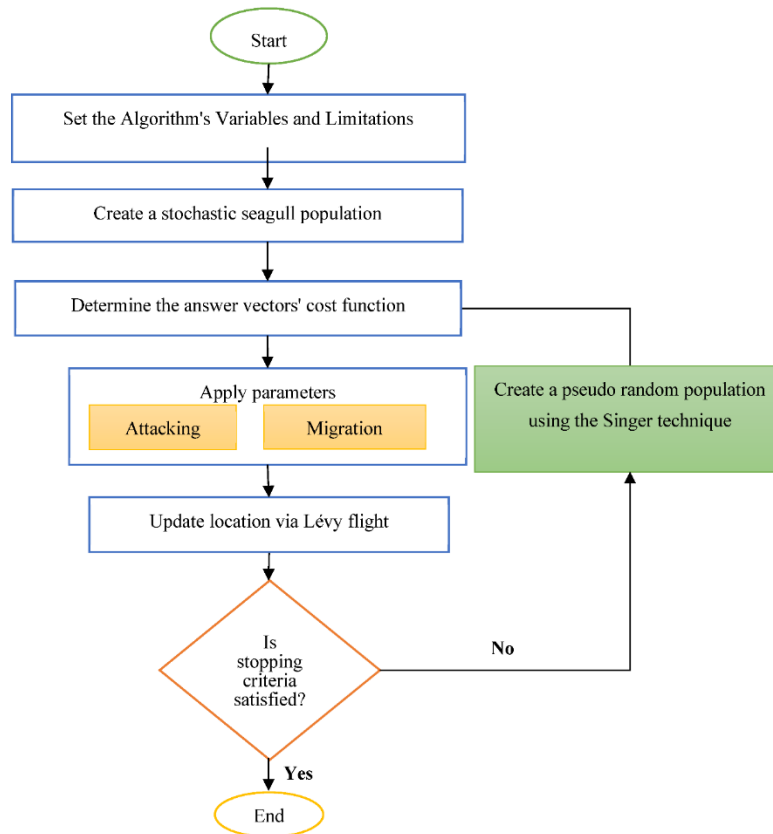 Start
Set the Algorithm's Variables and Limitations
Create a stochastic seagull population
Determine the answer vectors' cost function
Apply parameters
Attacking
Migration
Create a pseudo random population
using the Singer technique
Update location via Lévy flight
Is
stopping
criteria
satisfied?
No
Yes
End